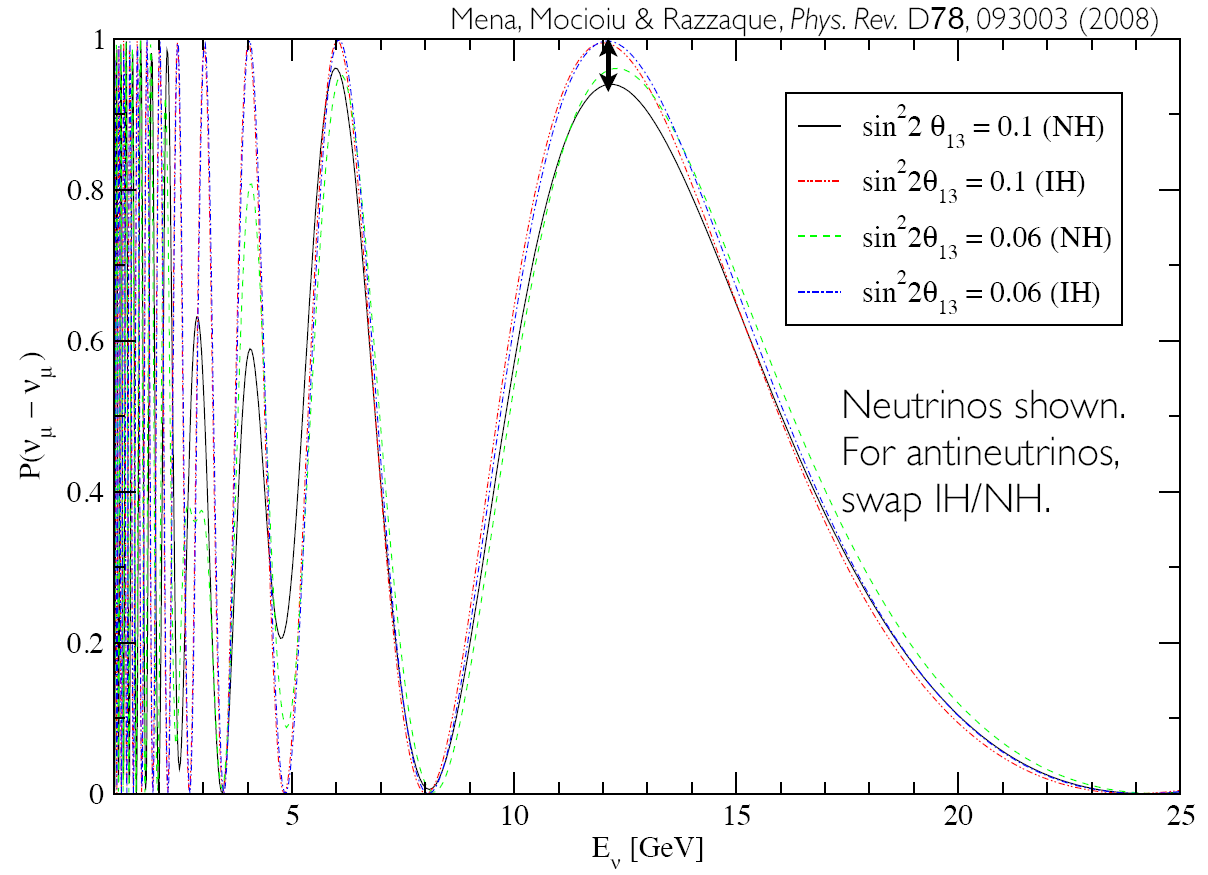 Mena, Mocioiu & Razzaque, Phys. Rev. D78, 093003 (2008)
1
0.8
0.6
0.4
0.2
0
P(ν_μ − ν_μ)
sin²2 θ₁₃ = 0.1 (NH)
sin²2θ₁₃ = 0.1 (IH)
sin²2θ₁₃ = 0.06 (NH)
sin²2θ₁₃ = 0.06 (IH)
Neutrinos shown.
For antineutrinos,
swap IH/NH.
5 10 15 20 25
E_ν [GeV]